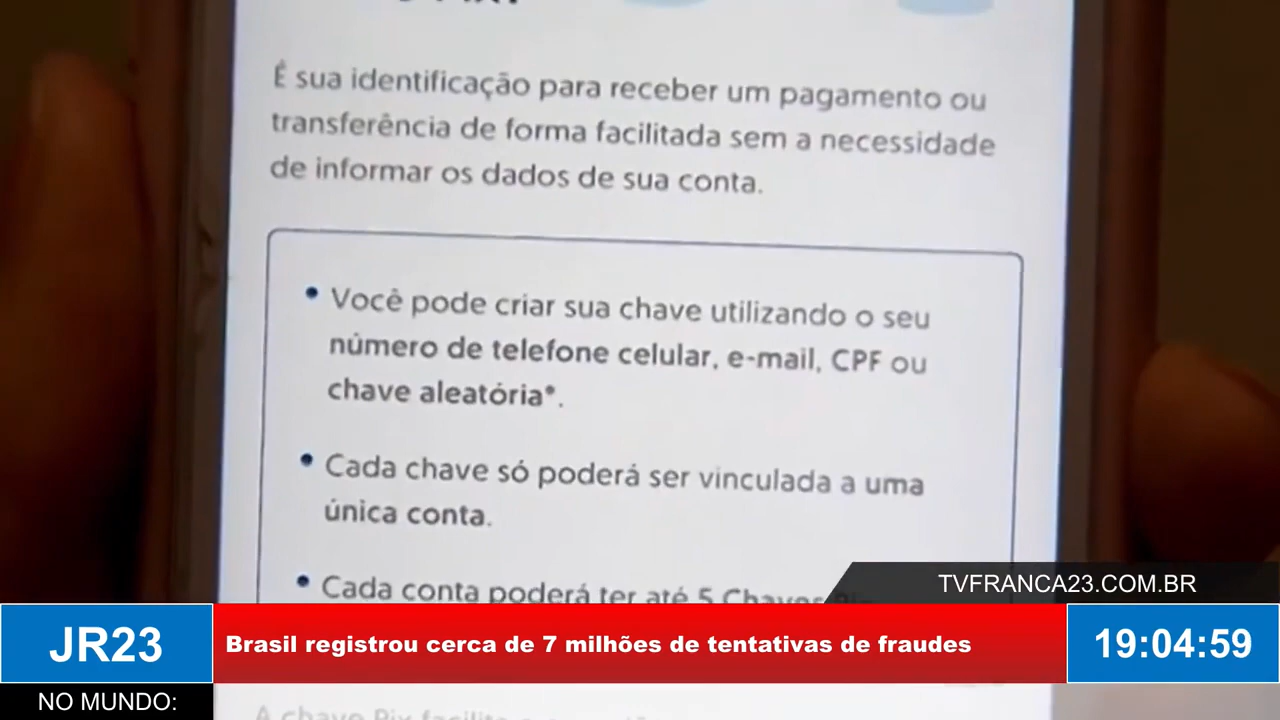 É sua identificação para receber um pagamento ou
transferência de forma facilitada sem a necessidade
de informar os dados de sua conta.
• Você pode criar sua chave utilizando o seu
número de telefone celular, e-mail, CPF ou
chave aleatória*.
• Cada chave só poderá ser vinculada a uma
única conta.
• Cada conta poderá ter até 5 Chaves
TVFRANCA23.COM.BR
JR23
Brasil registrou cerca de 7 milhões de tentativas de fraudes
19:04:59
NO MUNDO:
A chave Pix